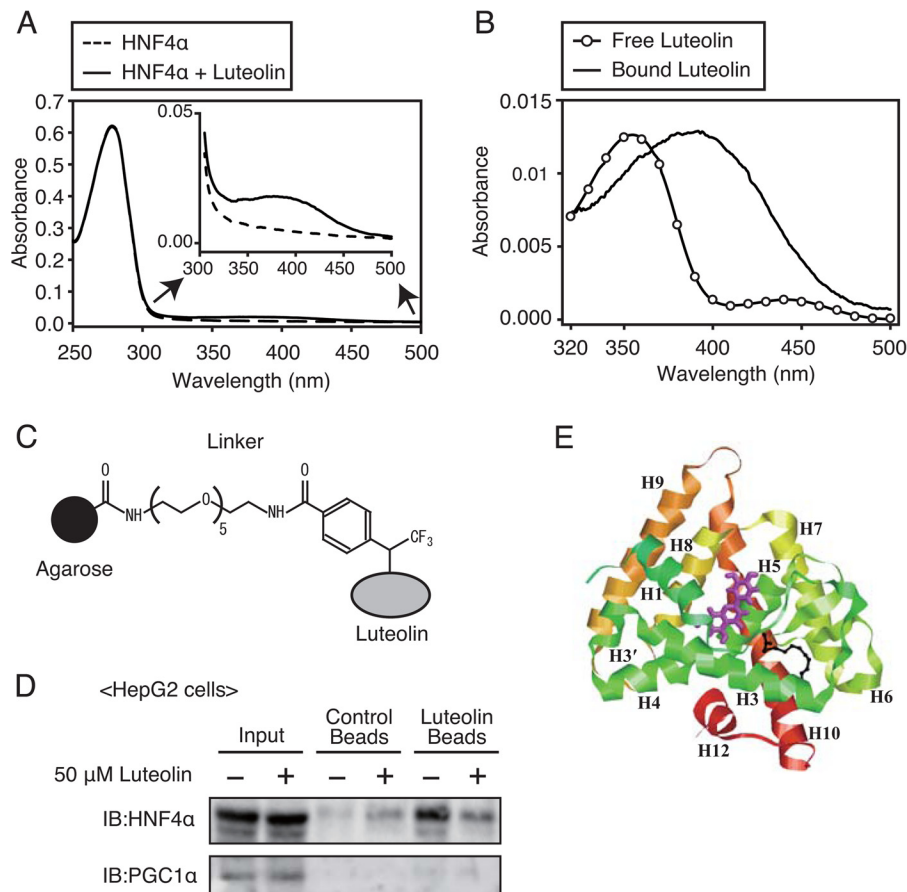 A
HNF4α
HNF4α + Luteolin
0.7
0.6
0.5
0.4
0.3
0.2
0.1
0.0
Absorbance
250 300 350 400 450 500
Wavelength (nm)
0.05
0.00
300 350 400 450 500
B
Free Luteolin
Bound Luteolin
0.015
0.010
0.005
0.000
Absorbance
320 360 400 450 500
Wavelength (nm)
C
Linker
O
NH
O
5
NH
O
CF3
Agarose
Luteolin
D
<HepG2 cells>
Input
Control Beads
Luteolin Beads
50 µM Luteolin − + − + − +
IB:HNF4α
IB:PGC1α
E
H9
H8
H7
H5
H1
H3′
H4
H3
H6
H10
H12